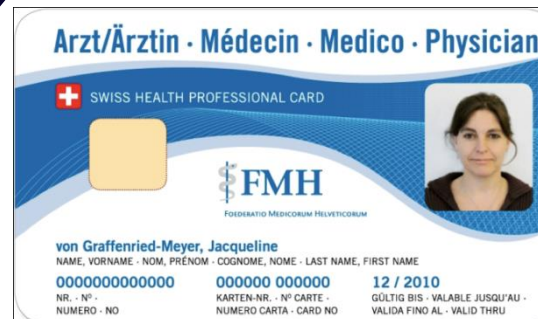 Arzt/Ärztin · Médecin · Medico · Physician
SWISS HEALTH PROFESSIONAL CARD
FMH
FOEDERATIO MEDICORUM HELVETICORUM
von Graffenried-Meyer, Jacqueline
NAME, VORNAME · NOM, PRÉNOM · COGNOME, NOME · LAST NAME, FIRST NAME
0000000000000 000000 000000 12 / 2010
NR. · Nº · KARTEN-NR. · Nº CARTE · GÜLTIG BIS · VALABLE JUSQU'AU ·
NUMERO · NO NUMERO CARTA · CARD NO VALIDA FINO AL · VALID THRU